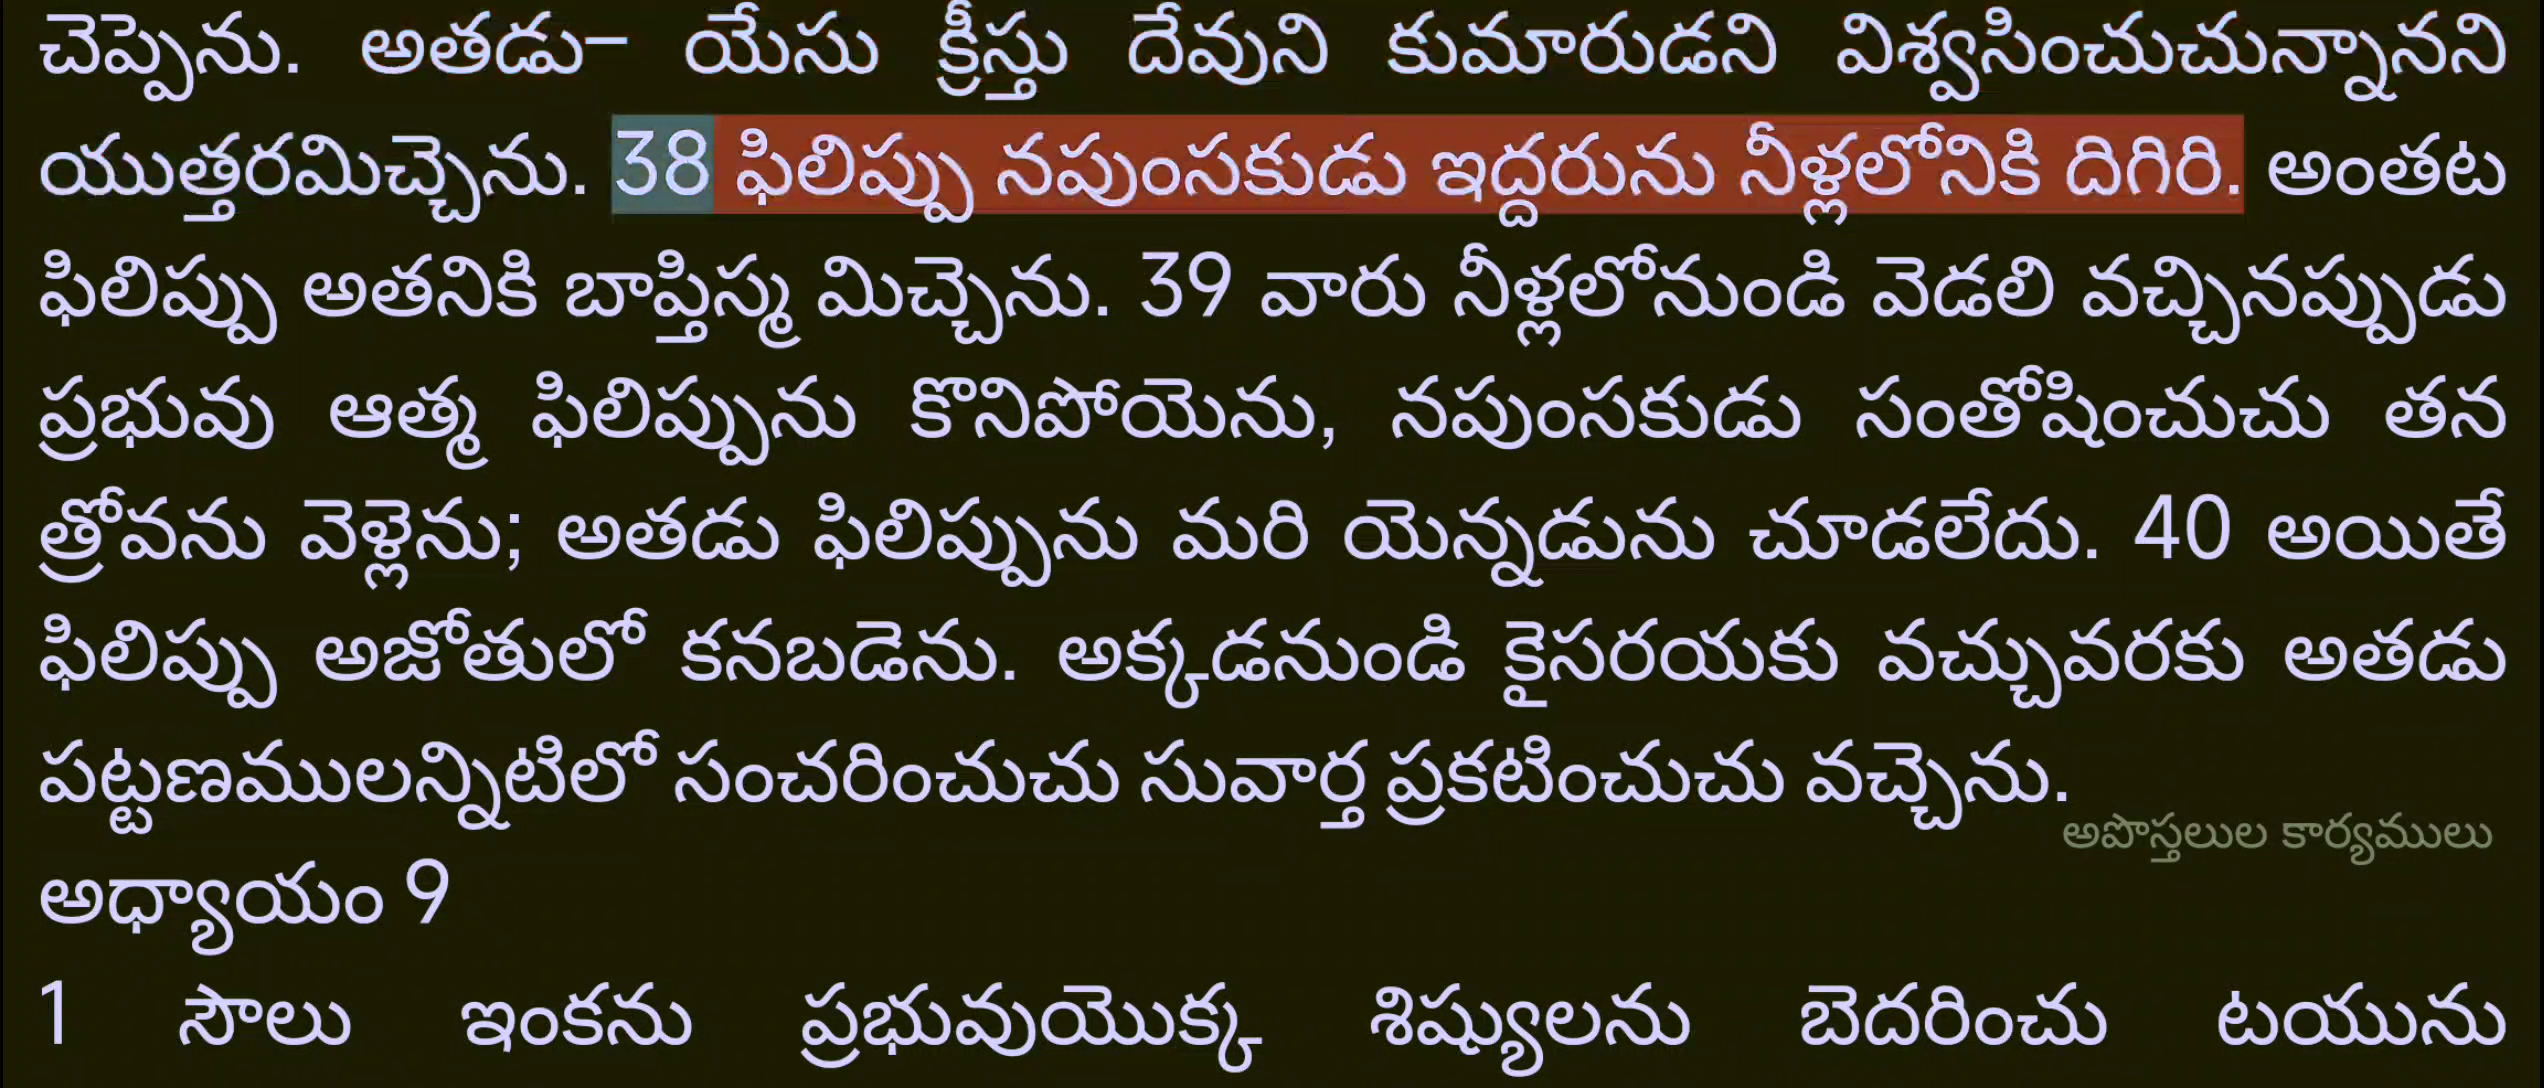 చెప్పెను. అతడు– యేసు క్రీస్తు దేవుని కుమారుడని విశ్వసించుచున్నానని
యుత్తరమిచ్చెను. 38 ఫిలిప్పు నపుంసకుడు ఇద్దరును నీళ్లలోనికి దిగిరి. అంతట
ఫిలిప్పు అతనికి బాప్తిస్మ మిచ్చెను. 39 వారు నీళ్లలోనుండి వెడలి వచ్చినప్పుడు
ప్రభువు ఆత్మ ఫిలిప్పును కొనిపోయెను, నపుంసకుడు సంతోషించుచు తన
త్రోవను వెళ్లెను; అతడు ఫిలిప్పును మరి యెన్నడును చూడలేదు. 40 అయితే
ఫిలిప్పు అజోతులో కనబడెను. అక్కడనుండి కైసరయకు వచ్చువరకు అతడు
పట్టణములన్నిటిలో సంచరించుచు సువార్త ప్రకటించుచు వచ్చెను.
అపొస్తలుల కార్యములు
అధ్యాయం 9
1 సౌలు ఇంకను ప్రభువుయొక్క శిష్యులను బెదరించు టయును